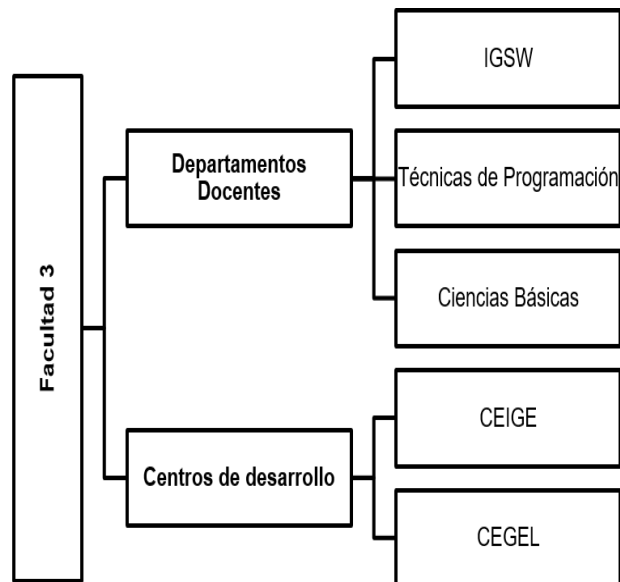 Facultad 3
Departamentos
Docentes
IGSW
Técnicas de Programación
Ciencias Básicas
Centros de desarrollo
CEIGE
CEGEL